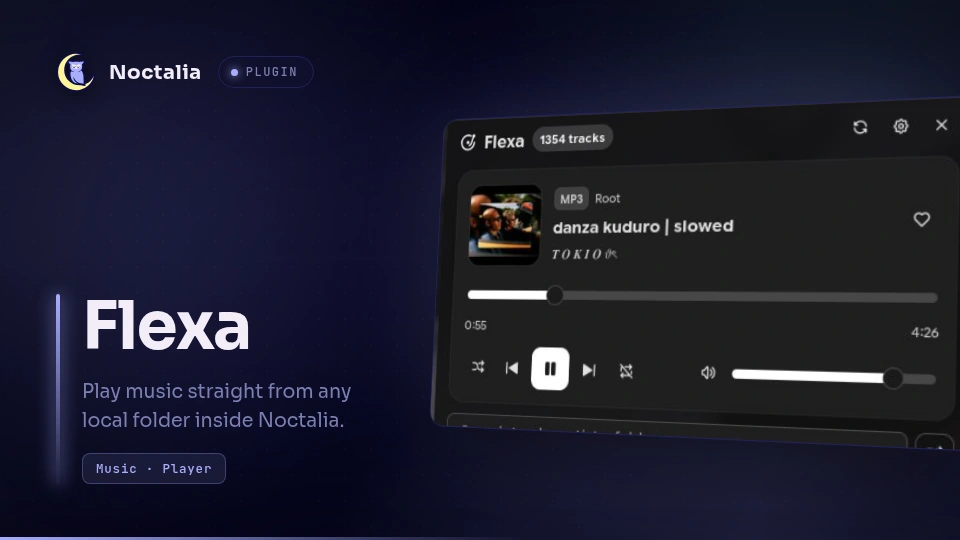 Noctalia
PLUGIN
Flexa
1354 tracks
MP3
Root
danza kuduro | slowed
TOKIO
0:55
4:26
Flexa
Play music straight from any
local folder inside Noctalia.
Music · Player